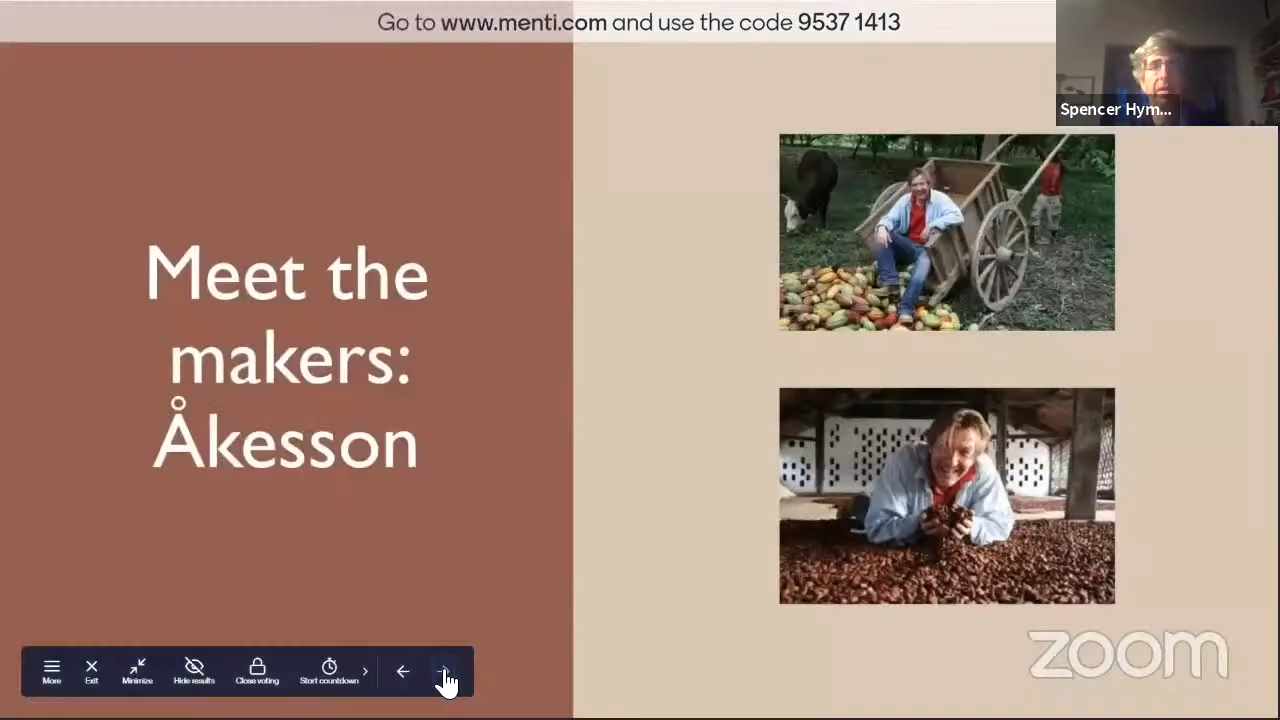 Go to www.menti.com and use the code 9537 1413
Spencer Hym...
Meet the
makers:
Åkesson
More
Exit
Minimize
Hide results
Close voting
Start countdown
zoom